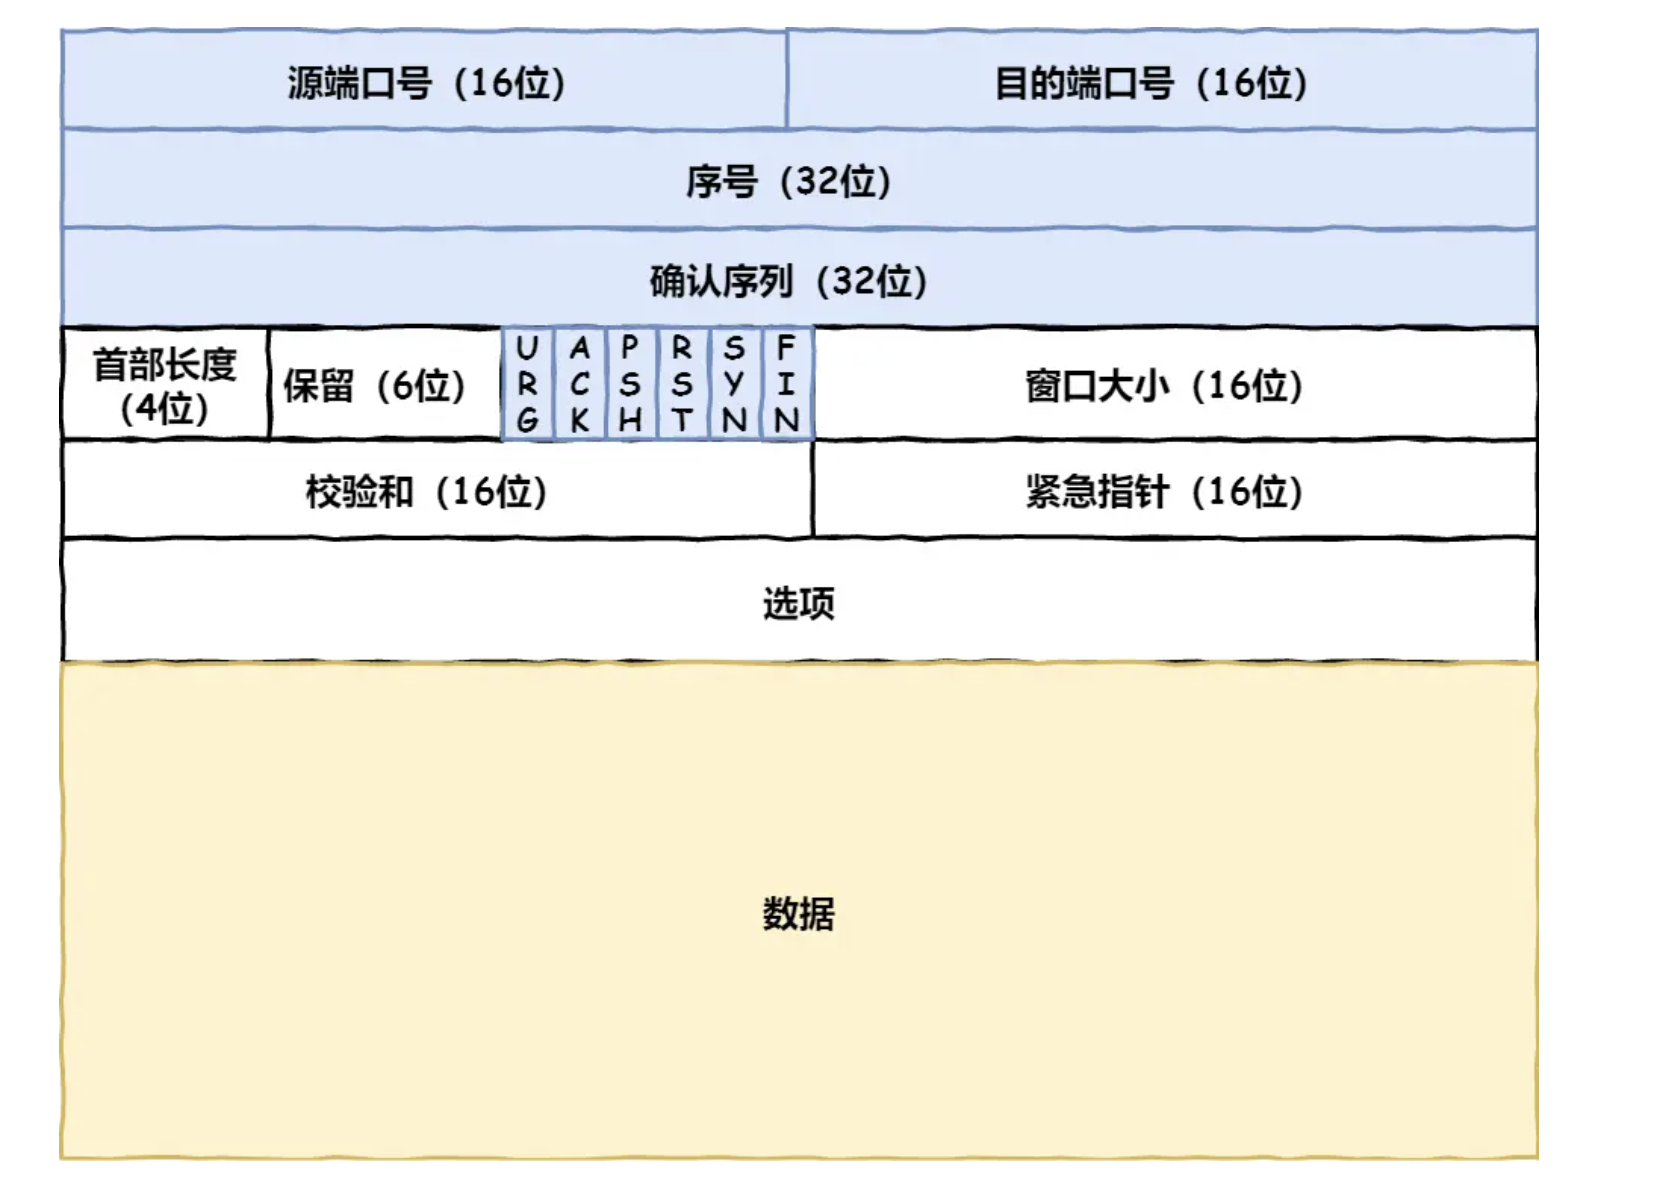 源端口号（16位）
目的端口号（16位）
序号（32位）
确认序列（32位）
首部长度
（4位）
保留（6位）
URG
ACK
PSH
RST
SYN
FIN
窗口大小（16位）
校验和（16位）
紧急指针（16位）
选项
数据